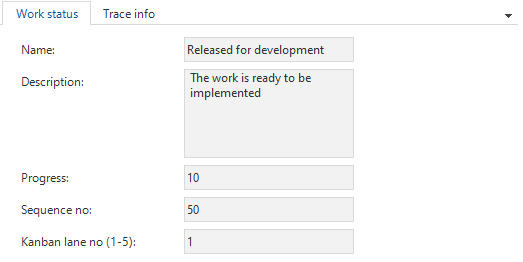 Work status Trace info
Name: Released for development
Description: The work is ready to be
implemented
Progress: 10
Sequence no: 50
Kanban lane no (1-5): 1